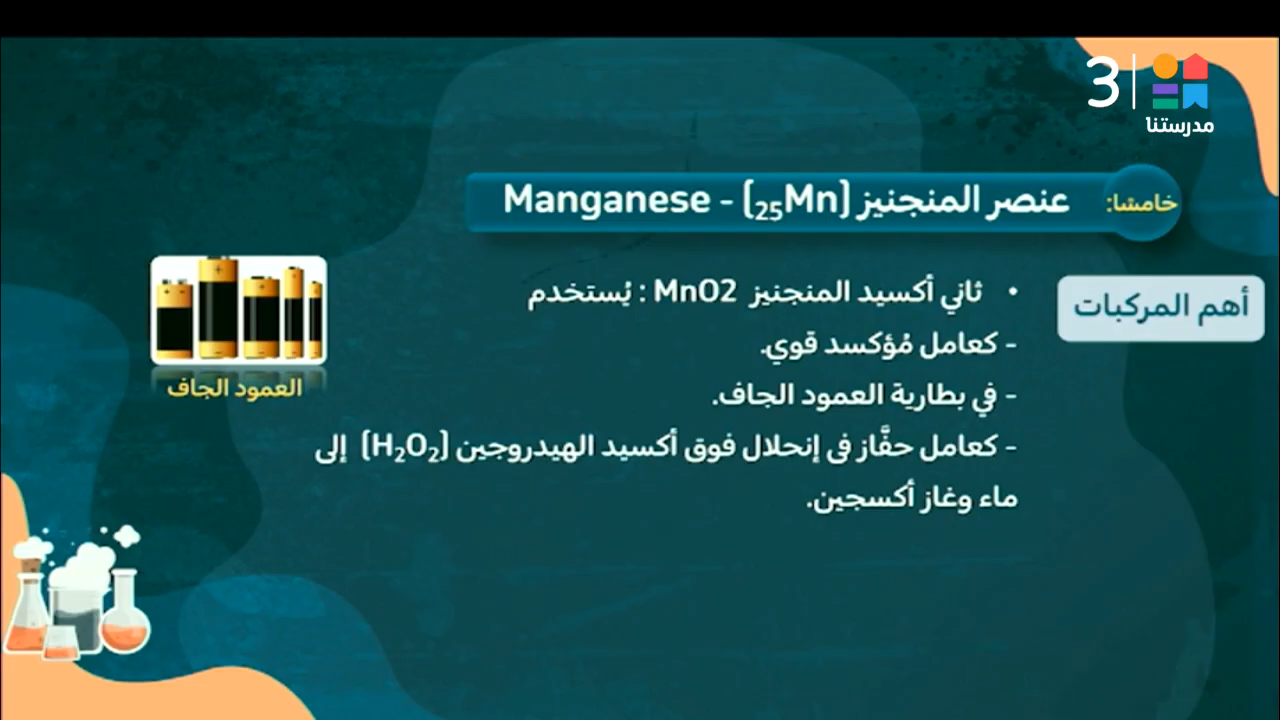 3
مدرستنا
خامسًا: عنصر المنجنيز (₂₅Mn) - Manganese
أهم المركبات
• ثاني أكسيد المنجنيز MnO2 : يُستخدم
- كعامل مُؤكسد قوي.
- في بطارية العمود الجاف.
- كعامل حفَّاز فى إنحلال فوق أكسيد الهيدروجين (H₂O₂) إلى
ماء وغاز أكسجين.
العمود الجاف